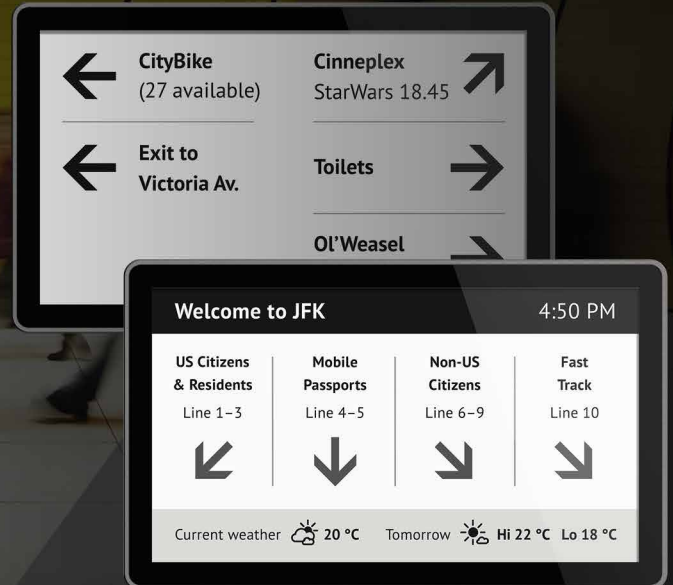 CityBike
(27 available)
Cinneplex
StarWars 18.45
Exit to
Victoria Av.
Toilets
Ol'Weasel
Welcome to JFK
4:50 PM
US Citizens
& Residents
Line 1–3
Mobile
Passports
Line 4–5
Non-US
Citizens
Line 6–9
Fast
Track
Line 10
Current weather 20 °C Tomorrow Hi 22 °C Lo 18 °C